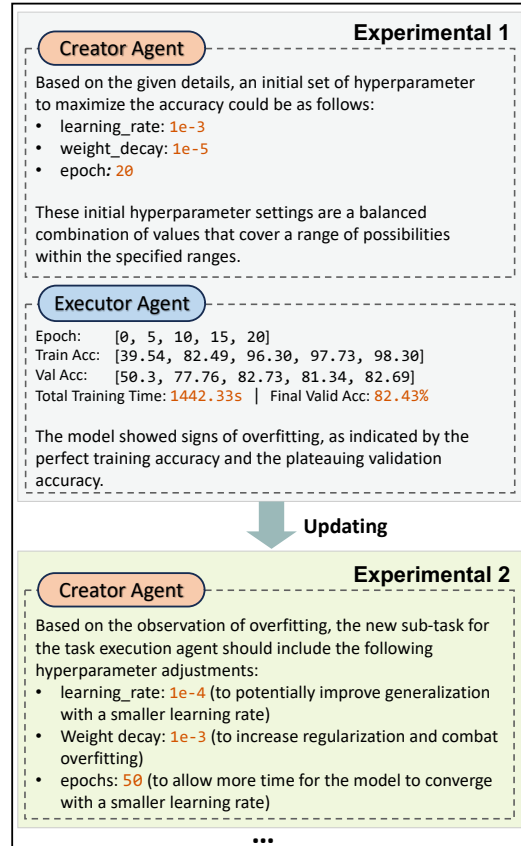 Experimental 1
Creator Agent
Based on the given details, an initial set of hyperparameter
to maximize the accuracy could be as follows:
• learning_rate: 1e-3
• weight_decay: 1e-5
• epoch: 20
These initial hyperparameter settings are a balanced
combination of values that cover a range of possibilities
within the specified ranges.
Executor Agent
Epoch: [0, 5, 10, 15, 20]
Train Acc: [39.54, 82.49, 96.30, 97.73, 98.30]
Val Acc: [50.3, 77.76, 82.73, 81.34, 82.69]
Total Training Time: 1442.33s | Final Valid Acc: 82.43%
The model showed signs of overfitting, as indicated by the
perfect training accuracy and the plateauing validation
accuracy.
Updating
Experimental 2
Creator Agent
Based on the observation of overfitting, the new sub-task for
the task execution agent should include the following
hyperparameter adjustments:
• learning_rate: 1e-4 (to potentially improve generalization
with a smaller learning rate)
• Weight decay: 1e-3 (to increase regularization and combat
overfitting)
• epochs: 50 (to allow more time for the model to converge
with a smaller learning rate)
...